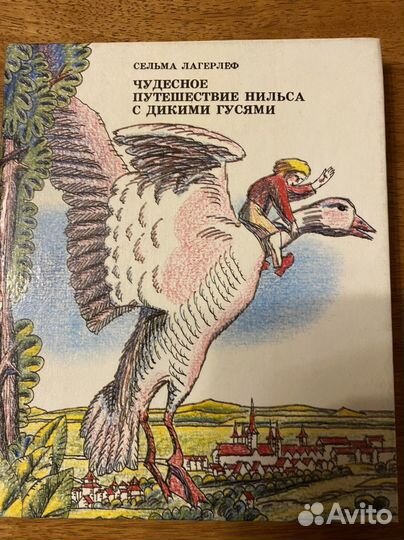 СЕЛЬМА ЛАГЕРЛЕФ
ЧУДЕСНОЕ
ПУТЕШЕСТВИЕ НИЛЬСА
С ДИКИМИ ГУСЯМИ
Avito